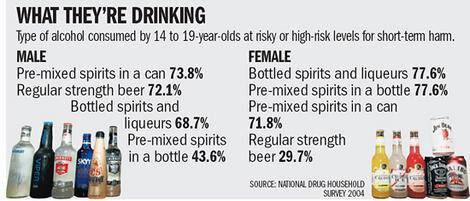 WHAT THEY'RE DRINKING
Type of alcohol consumed by 14 to 19-year-olds at risky or high-risk levels for short-term harm.
MALE
Pre-mixed spirits in a can 73.8%
Regular strength beer 72.1%
Bottled spirits and
liqueurs 68.7%
Pre-mixed spirits
in a bottle 43.6%
FEMALE
Bottled spirits and liqueurs 77.6%
Pre-mixed spirits in a bottle 77.6%
Pre-mixed spirits in a can
71.8%
Regular strength
beer 29.7%
SOURCE: NATIONAL DRUG HOUSEHOLD
SURVEY 2004
SKYY
JIM BEAM